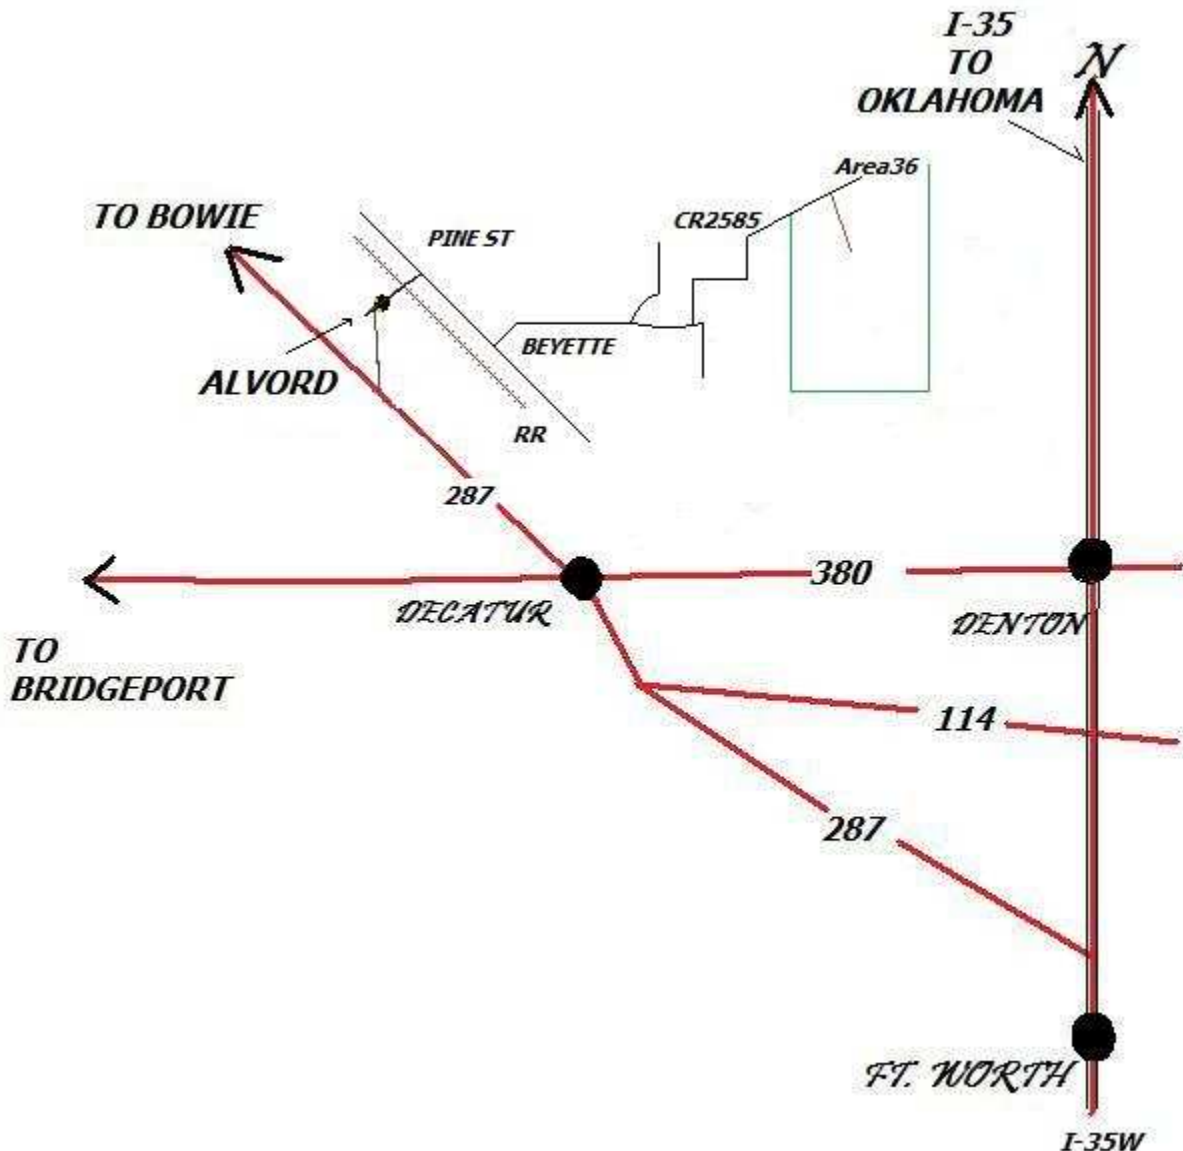 I-35
TO
OKLAHOMA
N
Area36
TO BOWIE
PINE ST
CR2585
BEYETTE
ALVORD
RR
287
380
DECATUR
DENTON
TO
BRIDGEPORT
114
287
FT. WORTH
I-35W